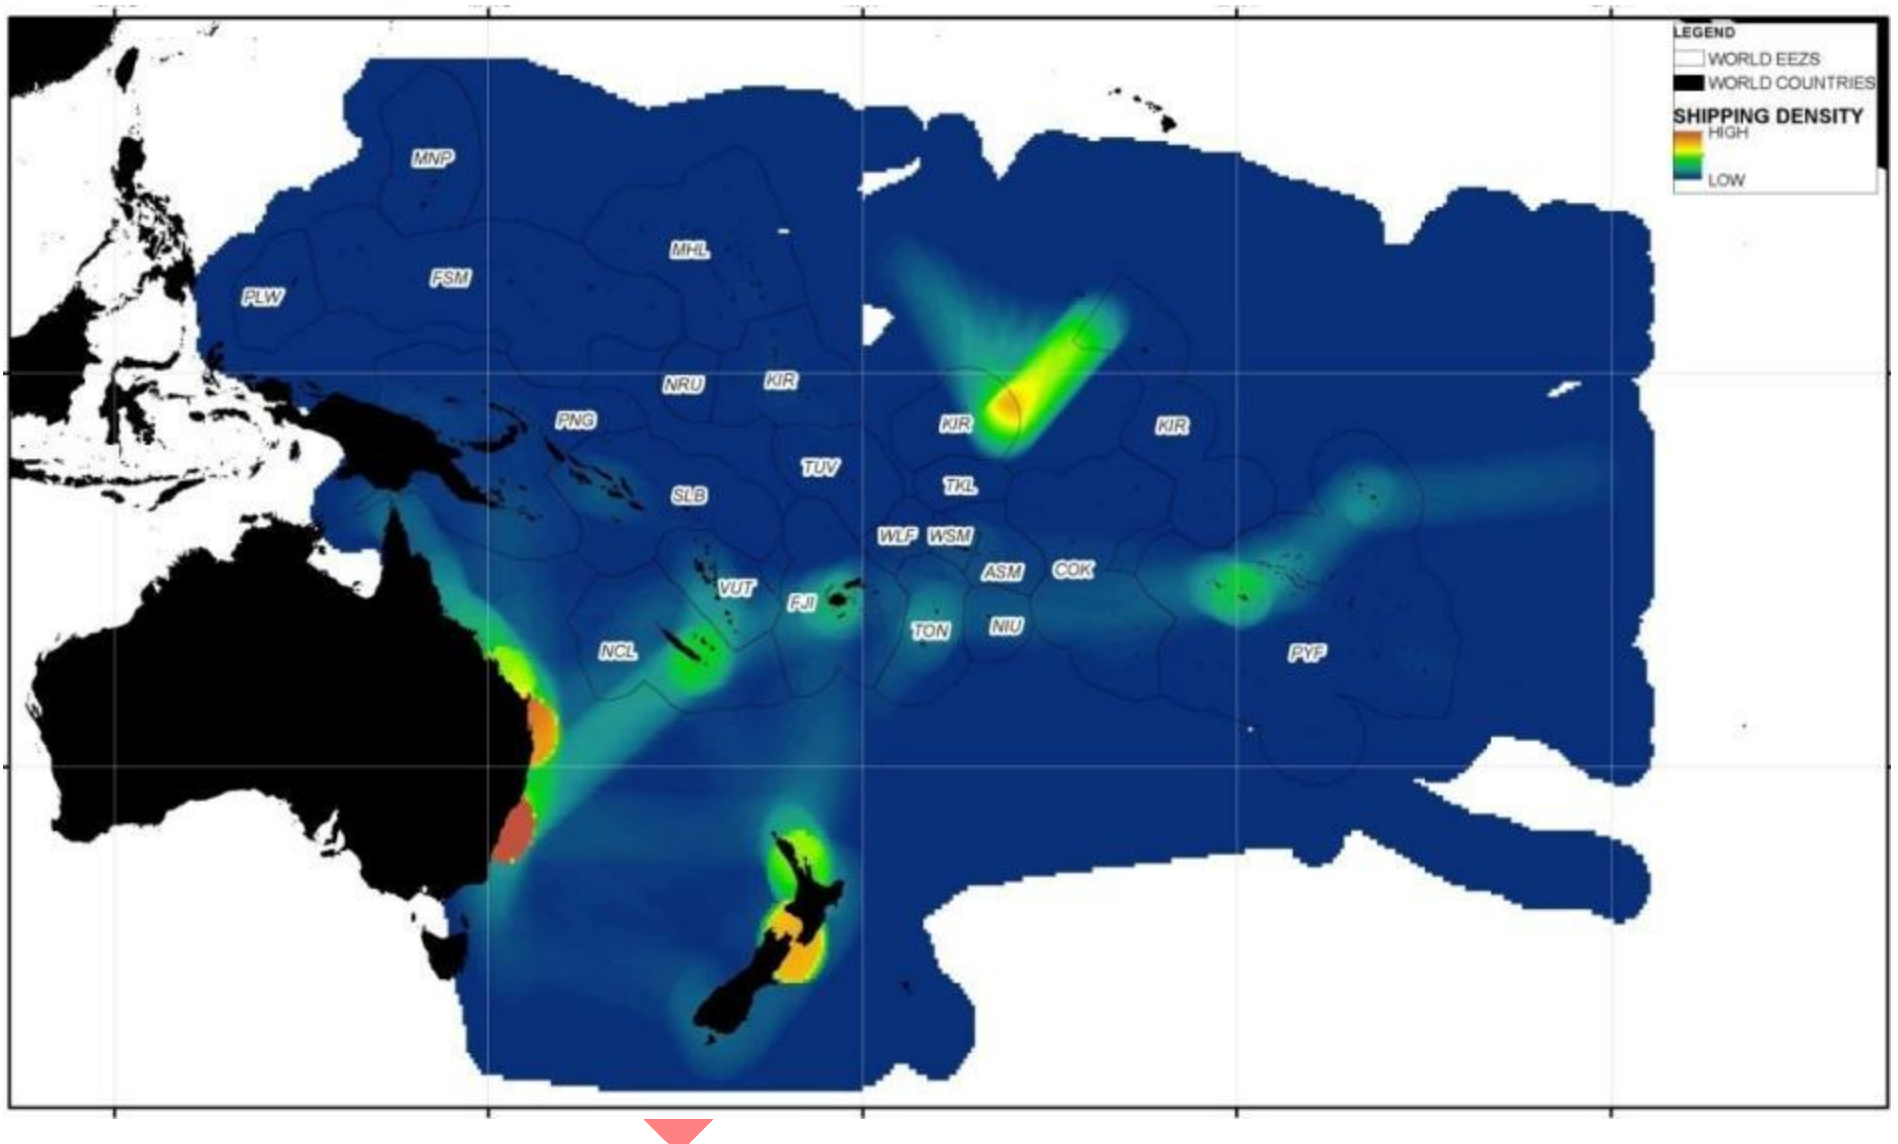 LEGEND
WORLD EEZS
WORLD COUNTRIES
SHIPPING DENSITY
HIGH
LOW
MNP
MHL
FSM
PLW
NRU
KIR
PNG
KIR
KIR
TUV
SLB
TKL
WLF
WSM
ASM
COK
VUT
FJI
TON
NIU
NCL
PYF